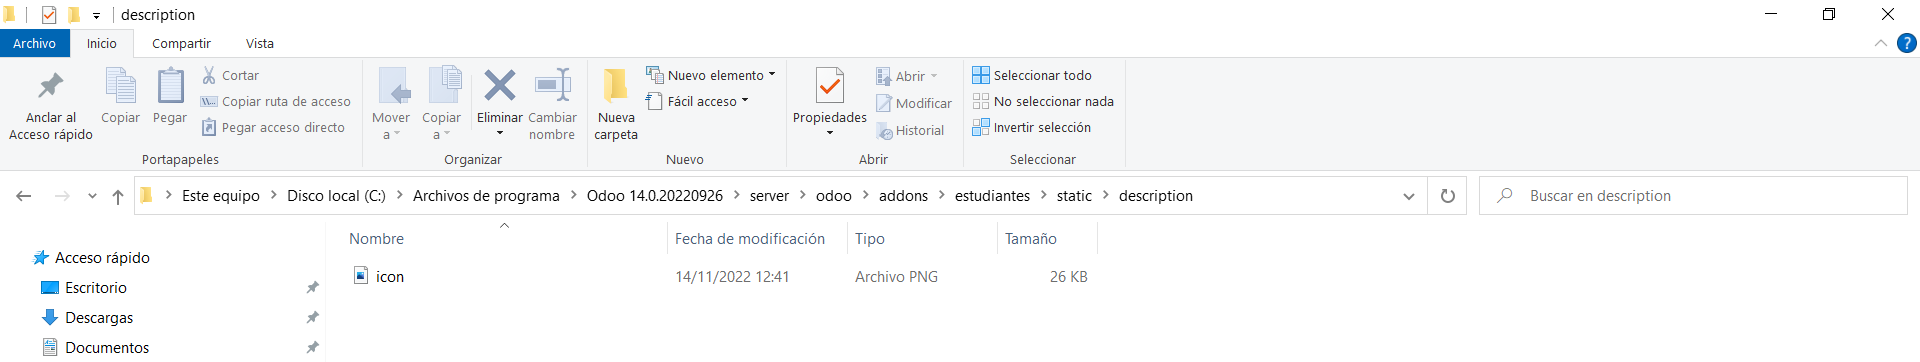 description
Archivo Inicio Compartir Vista
Anclar al Acceso rápido
Copiar
Pegar
Cortar
Copiar ruta de acceso
Pegar acceso directo
Portapapeles
Mover a
Copiar a
Eliminar
Cambiar nombre
Organizar
Nueva carpeta
Nuevo elemento
Fácil acceso
Nuevo
Propiedades
Abrir
Modificar
Historial
Abrir
Seleccionar todo
No seleccionar nada
Invertir selección
Seleccionar
Este equipo > Disco local (C:) > Archivos de programa > Odoo 14.0.20220926 > server > odoo > addons > estudiantes > static > description
Buscar en description
Nombre Fecha de modificación Tipo Tamaño
icon 14/11/2022 12:41 Archivo PNG 26 KB
Acceso rápido
Escritorio
Descargas
Documentos